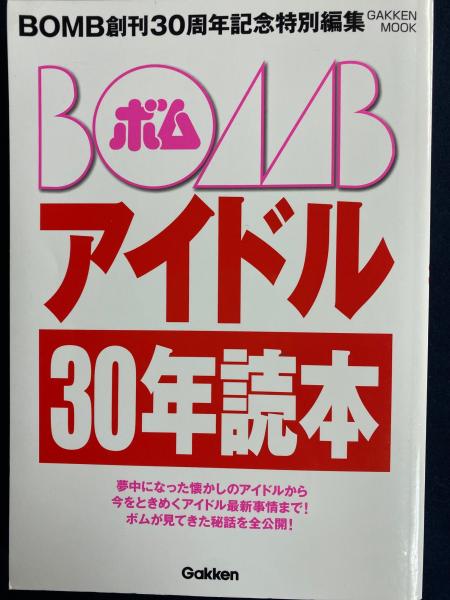 BOMB創刊30周年記念特別編集
GAKKEN
MOOK
BOMB
ボム
アイドル
30年読本
夢中になった懐かしのアイドルから
今をときめくアイドル最新事情まで!
ボムが見てきた秘話を全公開!
Gakken